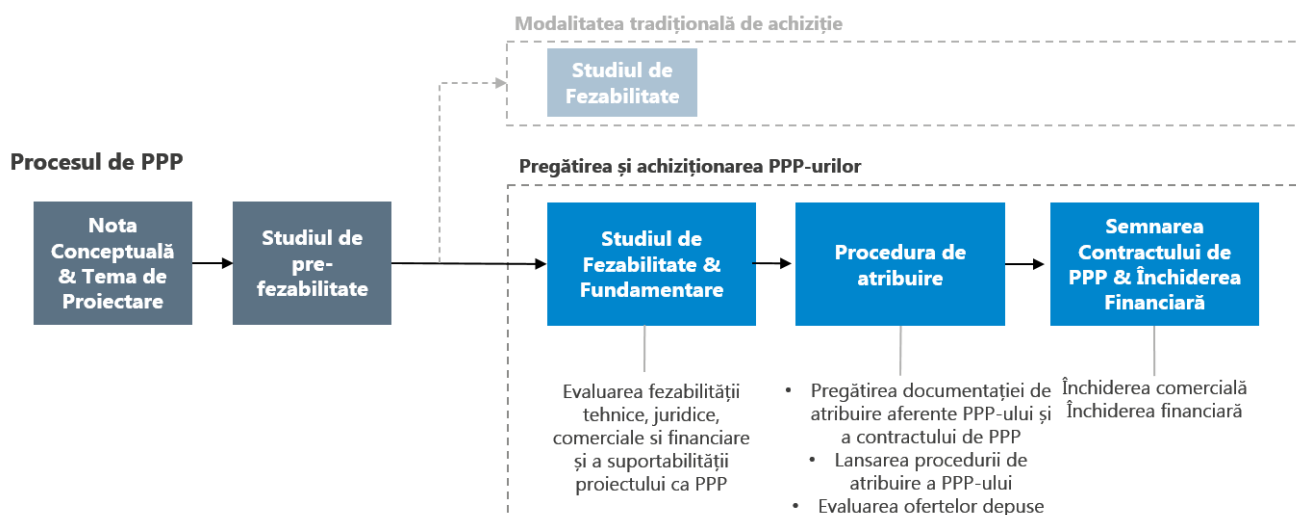 Modalitatea tradițională de achiziție
Studiul de
Fezabilitate
Procesul de PPP
Pregătirea și achiziționarea PPP-urilor
Nota
Conceptuală
& Tema de
Proiectare
Studiul de
pre-
fezabilitate
Studiul de
Fezabilitate &
Fundamentare
Procedura de
atribuire
Semnarea
Contractului de
PPP & Închiderea
Financiară
Evaluarea fezabilității
tehnice, juridice,
comerciale si financiare
și a suportabilității
proiectului ca PPP
• Pregătirea documentației de
atribuire aferente PPP-ului și
a contractului de PPP
• Lansarea procedurii de
atribuire a PPP-ului
• Evaluarea ofertelor depuse
Închiderea comercială
Închiderea financiară